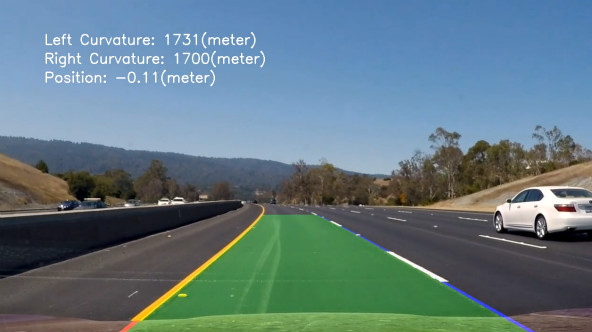 Left Curvature: 1731(meter)
Right Curvature: 1700(meter)
Position: -0.11(meter)